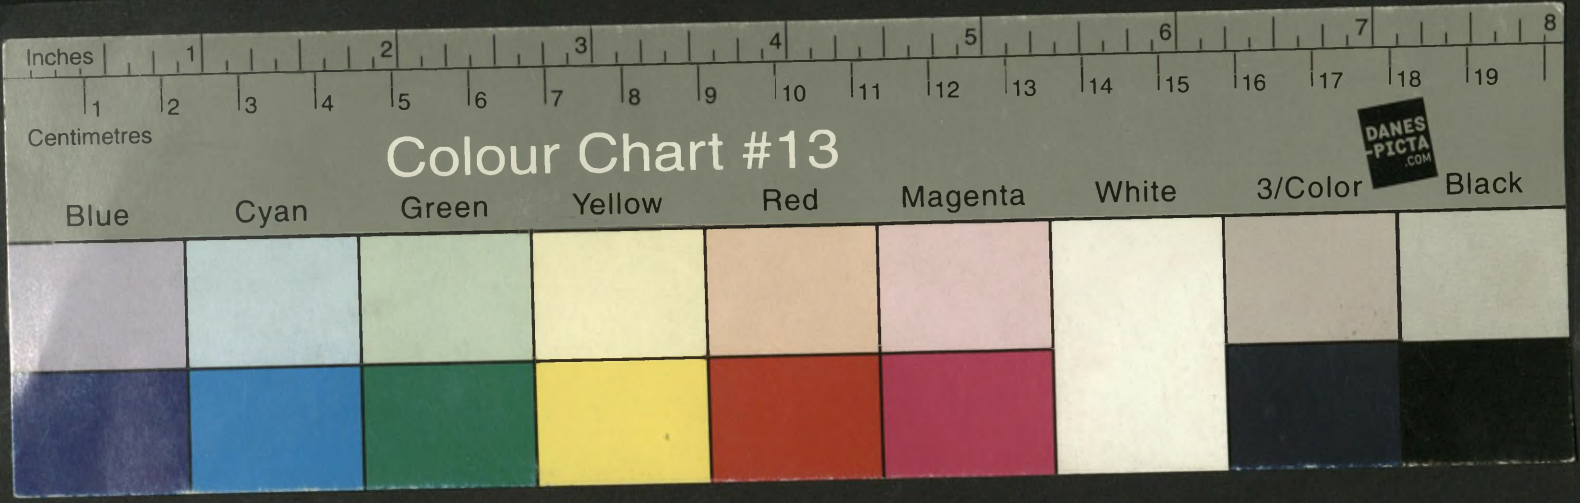 Inches 1 2 3 4 5 6 7 8
1 2 3 4 5 6 7 8 9 10 11 12 13 14 15 16 17 18 19
Centimetres
Colour Chart #13
DANES
-PICTA
.COM
Blue Cyan Green Yellow Red Magenta White 3/Color Black